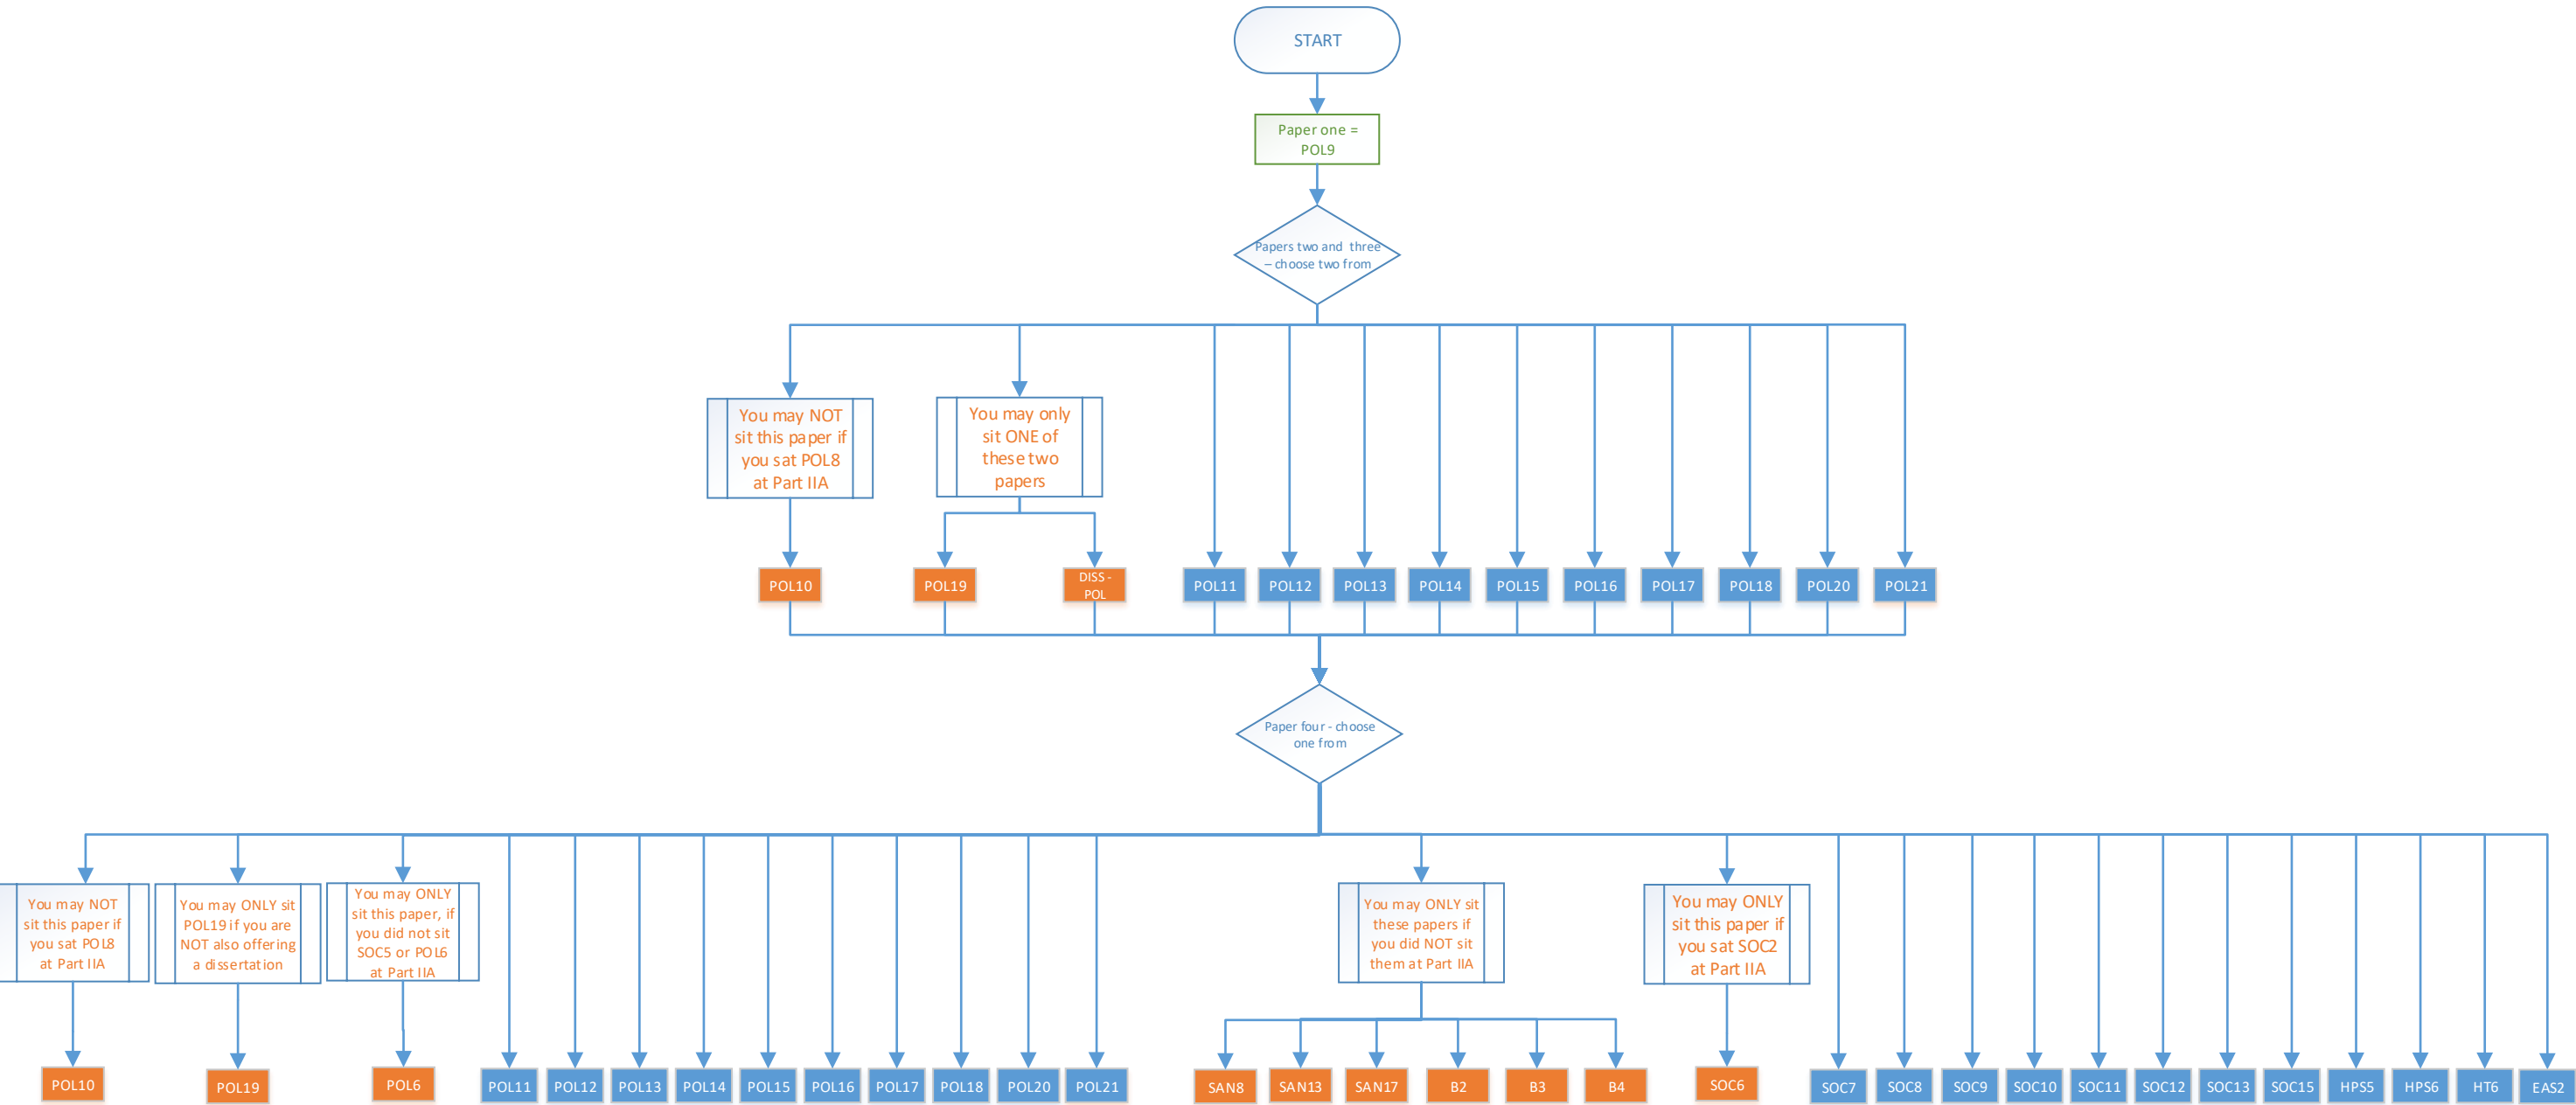 START
Paper one =
POL9
Papers two and three
– choose two from
You may NOT
sit this paper if
you sat POL8
at Part IIA
You may only
sit ONE of
these two
papers
POL10
POL19
DISS -
POL
POL11
POL12
POL13
POL14
POL15
POL16
POL17
POL18
POL20
POL21
Paper four - choose
one from
You may NOT
sit this paper if
you sat POL8
at Part IIA
You may ONLY sit
POL19 if you are
NOT also offering
a dissertation
You may ONLY
sit this paper, if
you did not sit
SOC5 or POL6
at Part IIA
You may ONLY sit
these papers if
you did NOT sit
them at Part IIA
You may ONLY
sit this paper if
you sat SOC2
at Part IIA
POL10
POL19
POL6
POL11
POL12
POL13
POL14
POL15
POL16
POL17
POL18
POL20
POL21
SAN8
SAN13
SAN17
B2
B3
B4
SOC6
SOC7
SOC8
SOC9
SOC10
SOC11
SOC12
SOC13
SOC15
HPS5
HPS6
HT6
EAS2